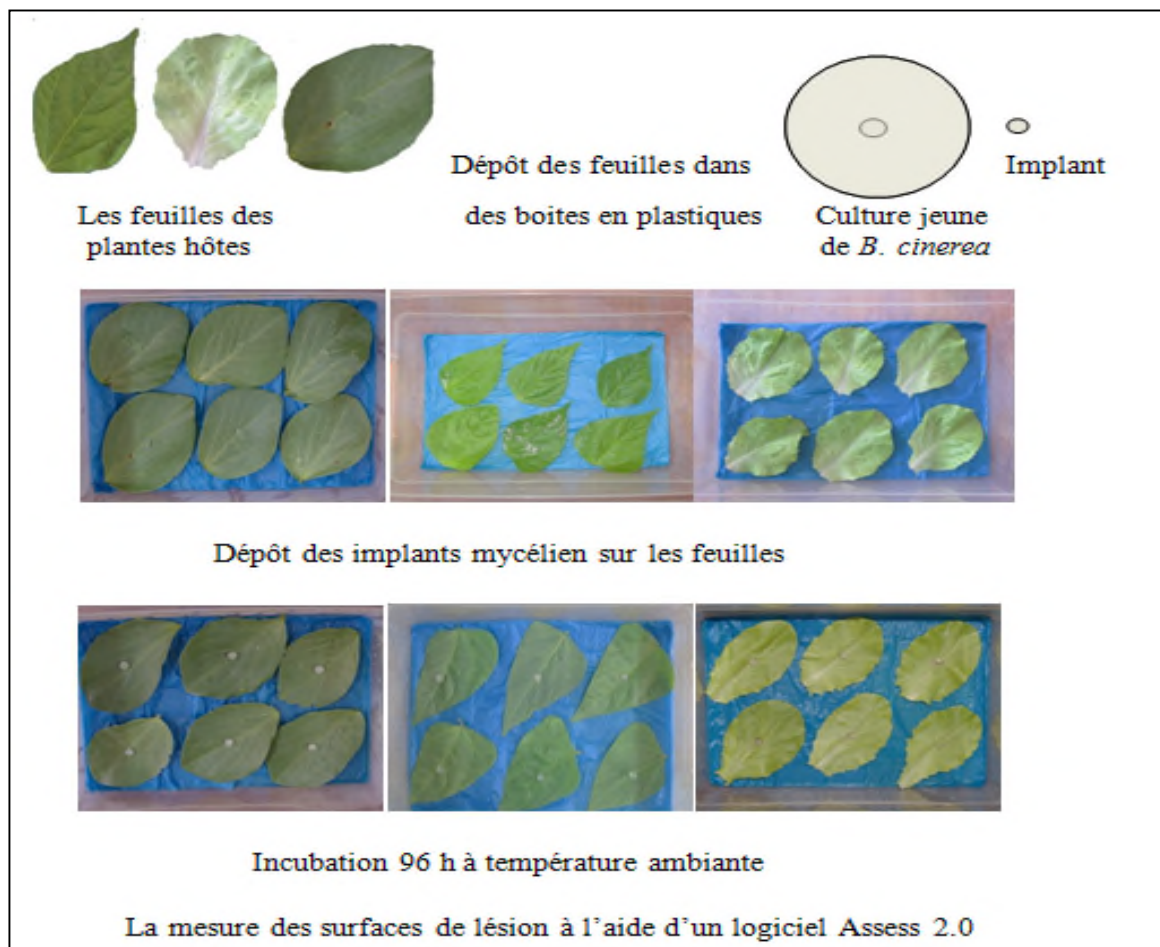 Dépôt des feuilles dans
des boites en plastiques
Implant
Les feuilles des
plantes hôtes
Culture jeune
de B. cinerea
Dépôt des implants mycélien sur les feuilles
Incubation 96 h à température ambiante
La mesure des surfaces de lésion à l'aide d'un logiciel Assess 2.0